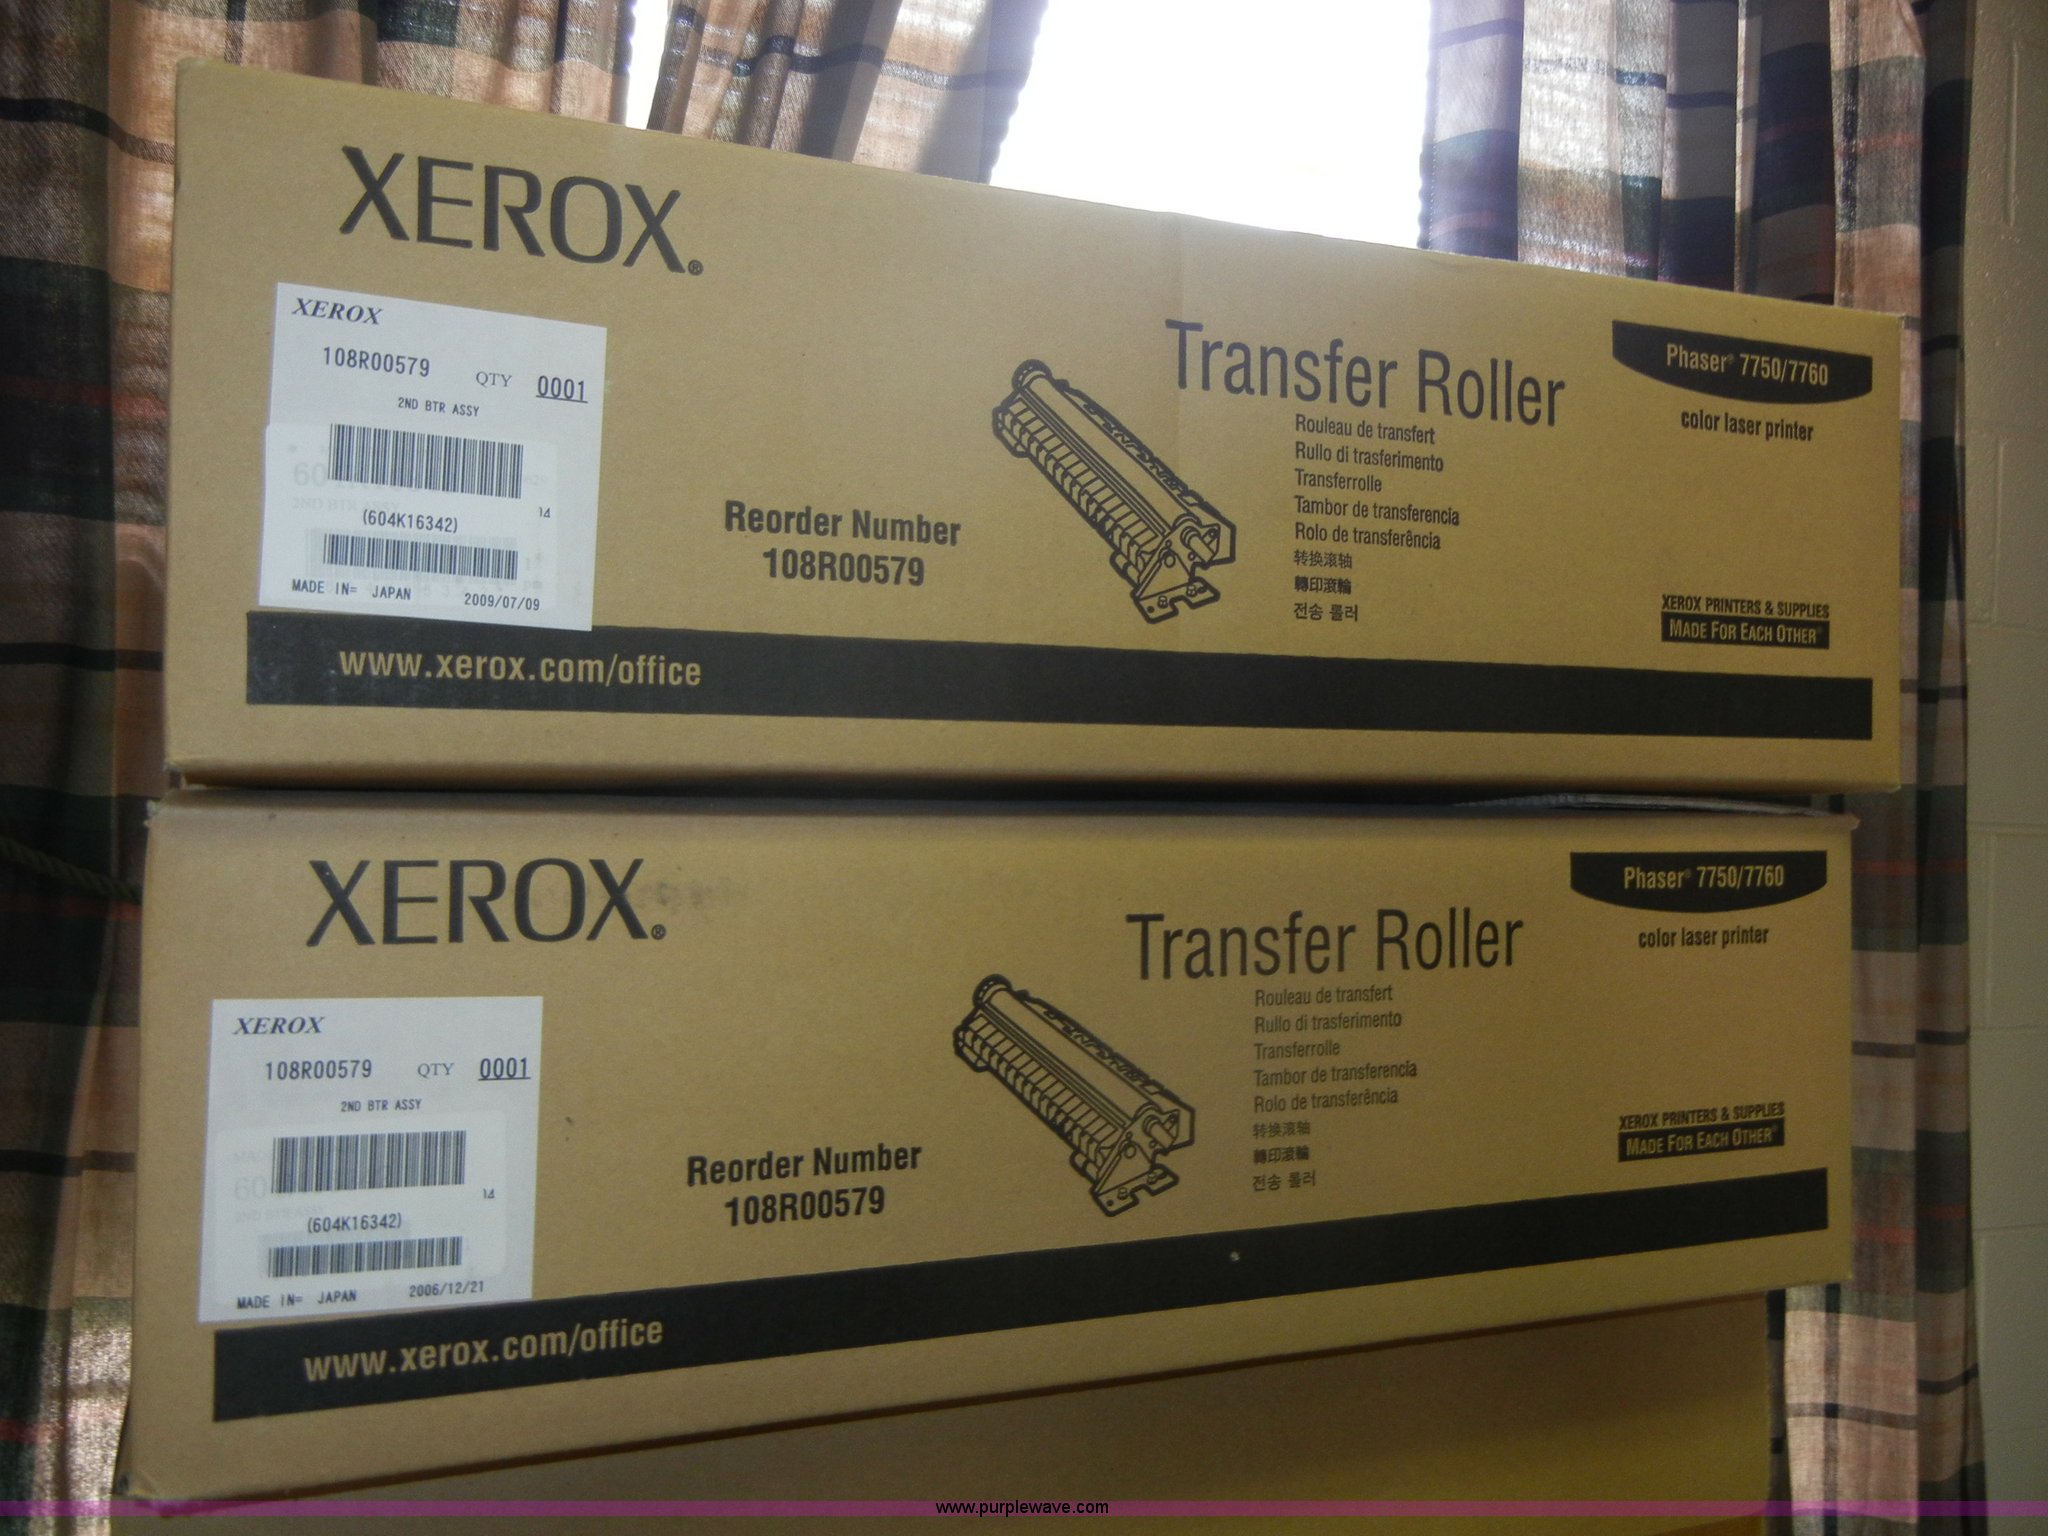 XEROX®
XEROX
108R00579 QTY 0001
2ND BTR ASSY
14
(604K16342)
MADE IN= JAPAN 2009/07/09
Reorder Number
108R00579
Transfer Roller
Rouleau de transfert
Rullo di trasferimento
Transferrolle
Tambor de transferencia
Rolo de transferência
转换滚轴
轉印滾輪
전송 롤러
Phaser® 7750/7760
color laser printer
XEROX PRINTERS & SUPPLIES
MADE FOR EACH OTHER®
www.xerox.com/office
XEROX®
XEROX
108R00579 QTY 0001
2ND BTR ASSY
14
(604K16342)
MADE IN= JAPAN 2006/12/21
Reorder Number
108R00579
Transfer Roller
Rouleau de transfert
Rullo di trasferimento
Transferrolle
Tambor de transferencia
Rolo de transferência
转换滚轴
轉印滾輪
전송 롤러
Phaser® 7750/7760
color laser printer
XEROX PRINTERS & SUPPLIES
MADE FOR EACH OTHER®
www.xerox.com/office
www.purplewave.com